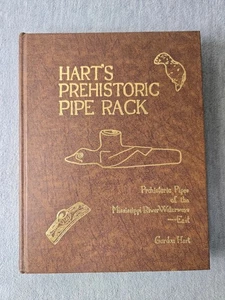 HART'S
PREHISTORIC
PIPE RACK
Prehistoric Pipes
of the
Mississippi River Wilderness
—East
Gordon Hart